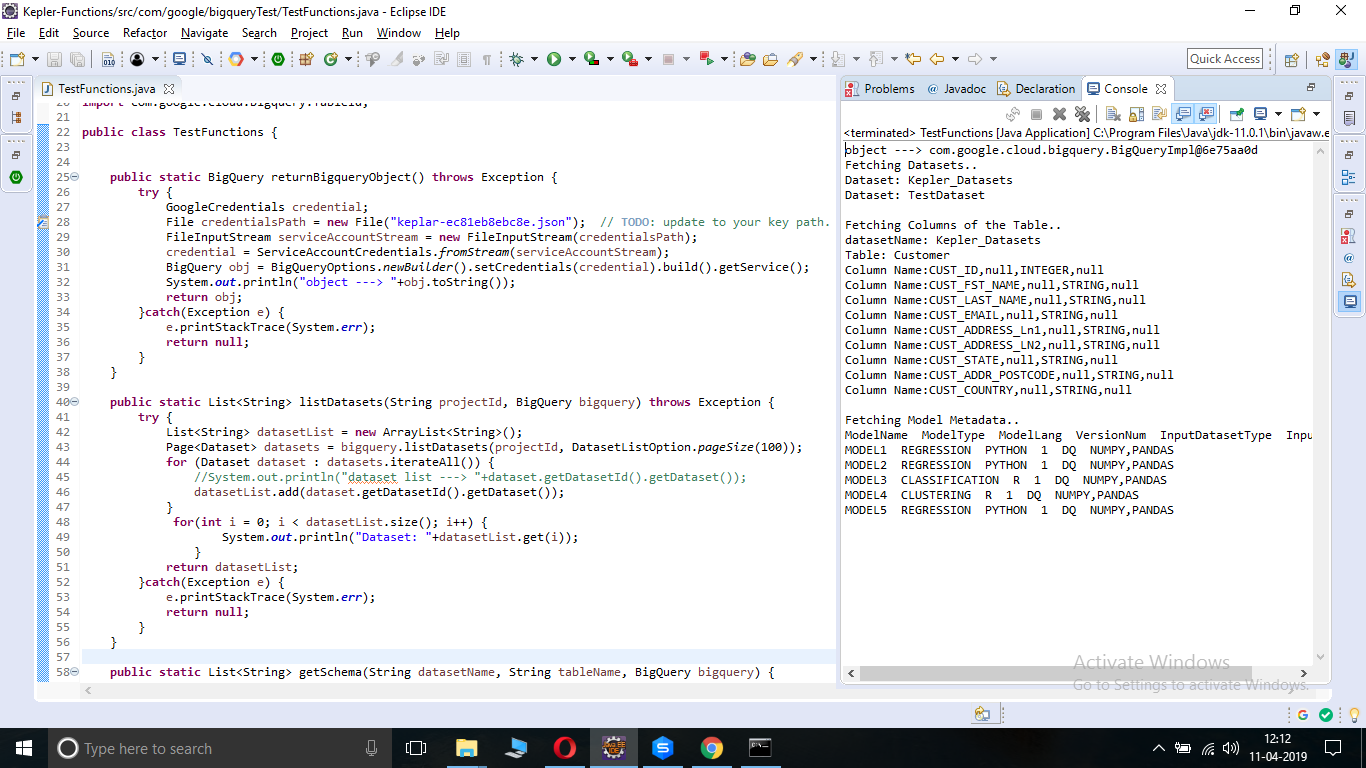 Kepler-Functions/src/com/google/bigqueryTest/TestFunctions.java - Eclipse IDE
File Edit Source Refactor Navigate Search Project Run Window Help
Quick Access
TestFunctions.java
20 import com.google.cloud.bigquery.TableId;
21
22 public class TestFunctions {
23
24
25 public static BigQuery returnBigqueryObject() throws Exception {
26 try {
27 GoogleCredentials credential;
28 File credentialsPath = new File("keplar-ec81eb8ebc8e.json"); // TODO: update to your key path.
29 FileInputStream serviceAccountStream = new FileInputStream(credentialsPath);
30 credential = ServiceAccountCredentials.fromStream(serviceAccountStream);
31 BigQuery obj = BigQueryOptions.newBuilder().setCredentials(credential).build().getService();
32 System.out.println("object ---> "+obj.toString());
33 return obj;
34 }catch(Exception e) {
35 e.printStackTrace(System.err);
36 return null;
37 }
38 }
39
40 public static List<String> listDatasets(String projectId, BigQuery bigquery) throws Exception {
41 try {
42 List<String> datasetList = new ArrayList<String>();
43 Page<Dataset> datasets = bigquery.listDatasets(projectId, DatasetListOption.pageSize(100));
44 for (Dataset dataset : datasets.iterateAll()) {
45 //System.out.println("dataset list ---> "+dataset.getDatasetId().getDataset());
46 datasetList.add(dataset.getDatasetId().getDataset());
47 }
48 for(int i = 0; i < datasetList.size(); i++) {
49 System.out.println("Dataset: "+datasetList.get(i));
50 }
51 return datasetList;
52 }catch(Exception e) {
53 e.printStackTrace(System.err);
54 return null;
55 }
56 }
57
58 public static List<String> getSchema(String datasetName, String tableName, BigQuery bigquery) {
Problems @ Javadoc Declaration Console
<terminated> TestFunctions [Java Application] C:\Program Files\Java\jdk-11.0.1\bin\javaw.e
object ---> com.google.cloud.bigquery.BigQueryImpl@6e75aa0d
Fetching Datasets..
Dataset: Kepler_Datasets
Dataset: TestDataset
Fetching Columns of the Table..
datasetName: Kepler_Datasets
Table: Customer
Column Name:CUST_ID,null,INTEGER,null
Column Name:CUST_FST_NAME,null,STRING,null
Column Name:CUST_LAST_NAME,null,STRING,null
Column Name:CUST_EMAIL,null,STRING,null
Column Name:CUST_ADDRESS_Ln1,null,STRING,null
Column Name:CUST_ADDRESS_LN2,null,STRING,null
Column Name:CUST_STATE,null,STRING,null
Column Name:CUST_ADDR_POSTCODE,null,STRING,null
Column Name:CUST_COUNTRY,null,STRING,null
Fetching Model Metadata..
ModelName ModelType ModelLang VersionNum InputDatasetType Inpu
MODEL1 REGRESSION PYTHON 1 DQ NUMPY,PANDAS
MODEL2 REGRESSION PYTHON 1 DQ NUMPY,PANDAS
MODEL3 CLASSIFICATION R 1 DQ NUMPY,PANDAS
MODEL4 CLUSTERING R 1 DQ NUMPY,PANDAS
MODEL5 REGRESSION PYTHON 1 DQ NUMPY,PANDAS
Activate Windows
Go to Settings to activate Windows.
Type here to search
12:12
11-04-2019